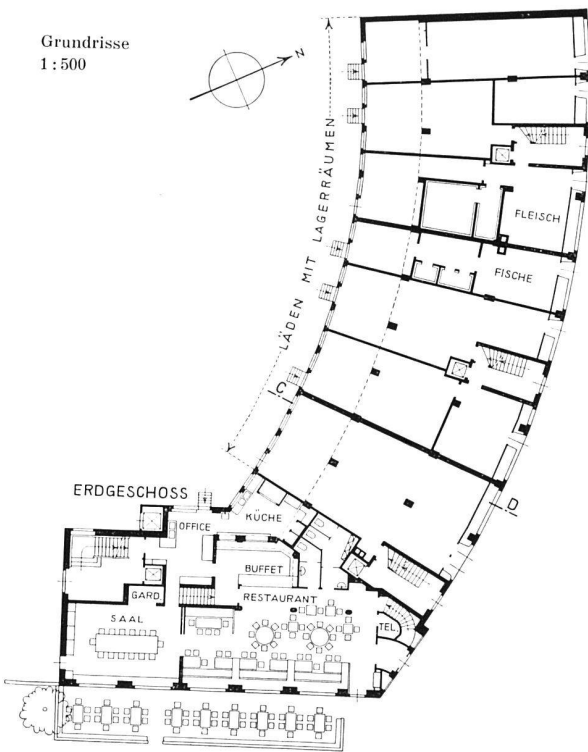 Grundrisse
1:500
N
LÄDEN MIT LAGERRÄUMEN
FLEISCH
FISCHE
C
Y
D
ERDGESCHOSS
OFFICE
KÜCHE
BUFFET
GARD.
RESTAURANT
SAAL
TEL.